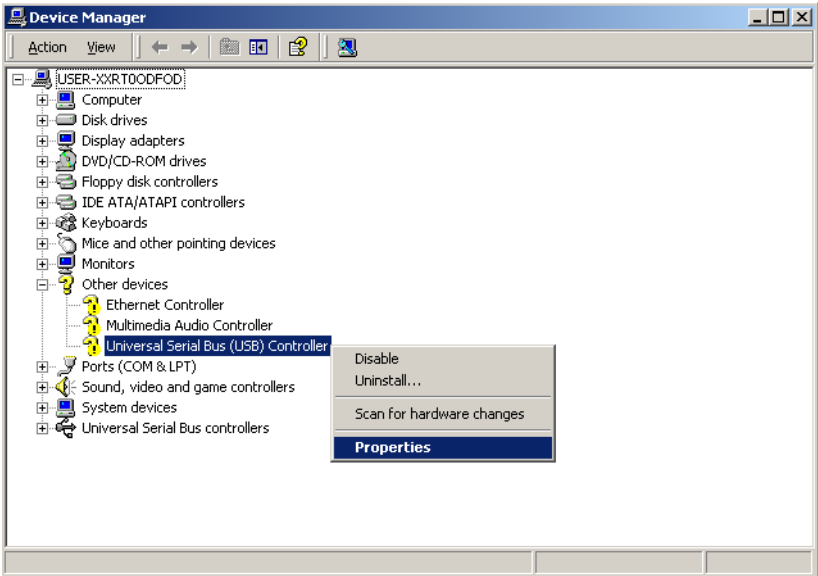 Device Manager
Action View
USER-XXRT0ODFOD
Computer
Disk drives
Display adapters
DVD/CD-ROM drives
Floppy disk controllers
IDE ATA/ATAPI controllers
Keyboards
Mice and other pointing devices
Monitors
Other devices
Ethernet Controller
Multimedia Audio Controller
Universal Serial Bus (USB) Controller
Ports (COM & LPT)
Sound, video and game controllers
System devices
Universal Serial Bus controllers
Disable
Uninstall...
Scan for hardware changes
Properties